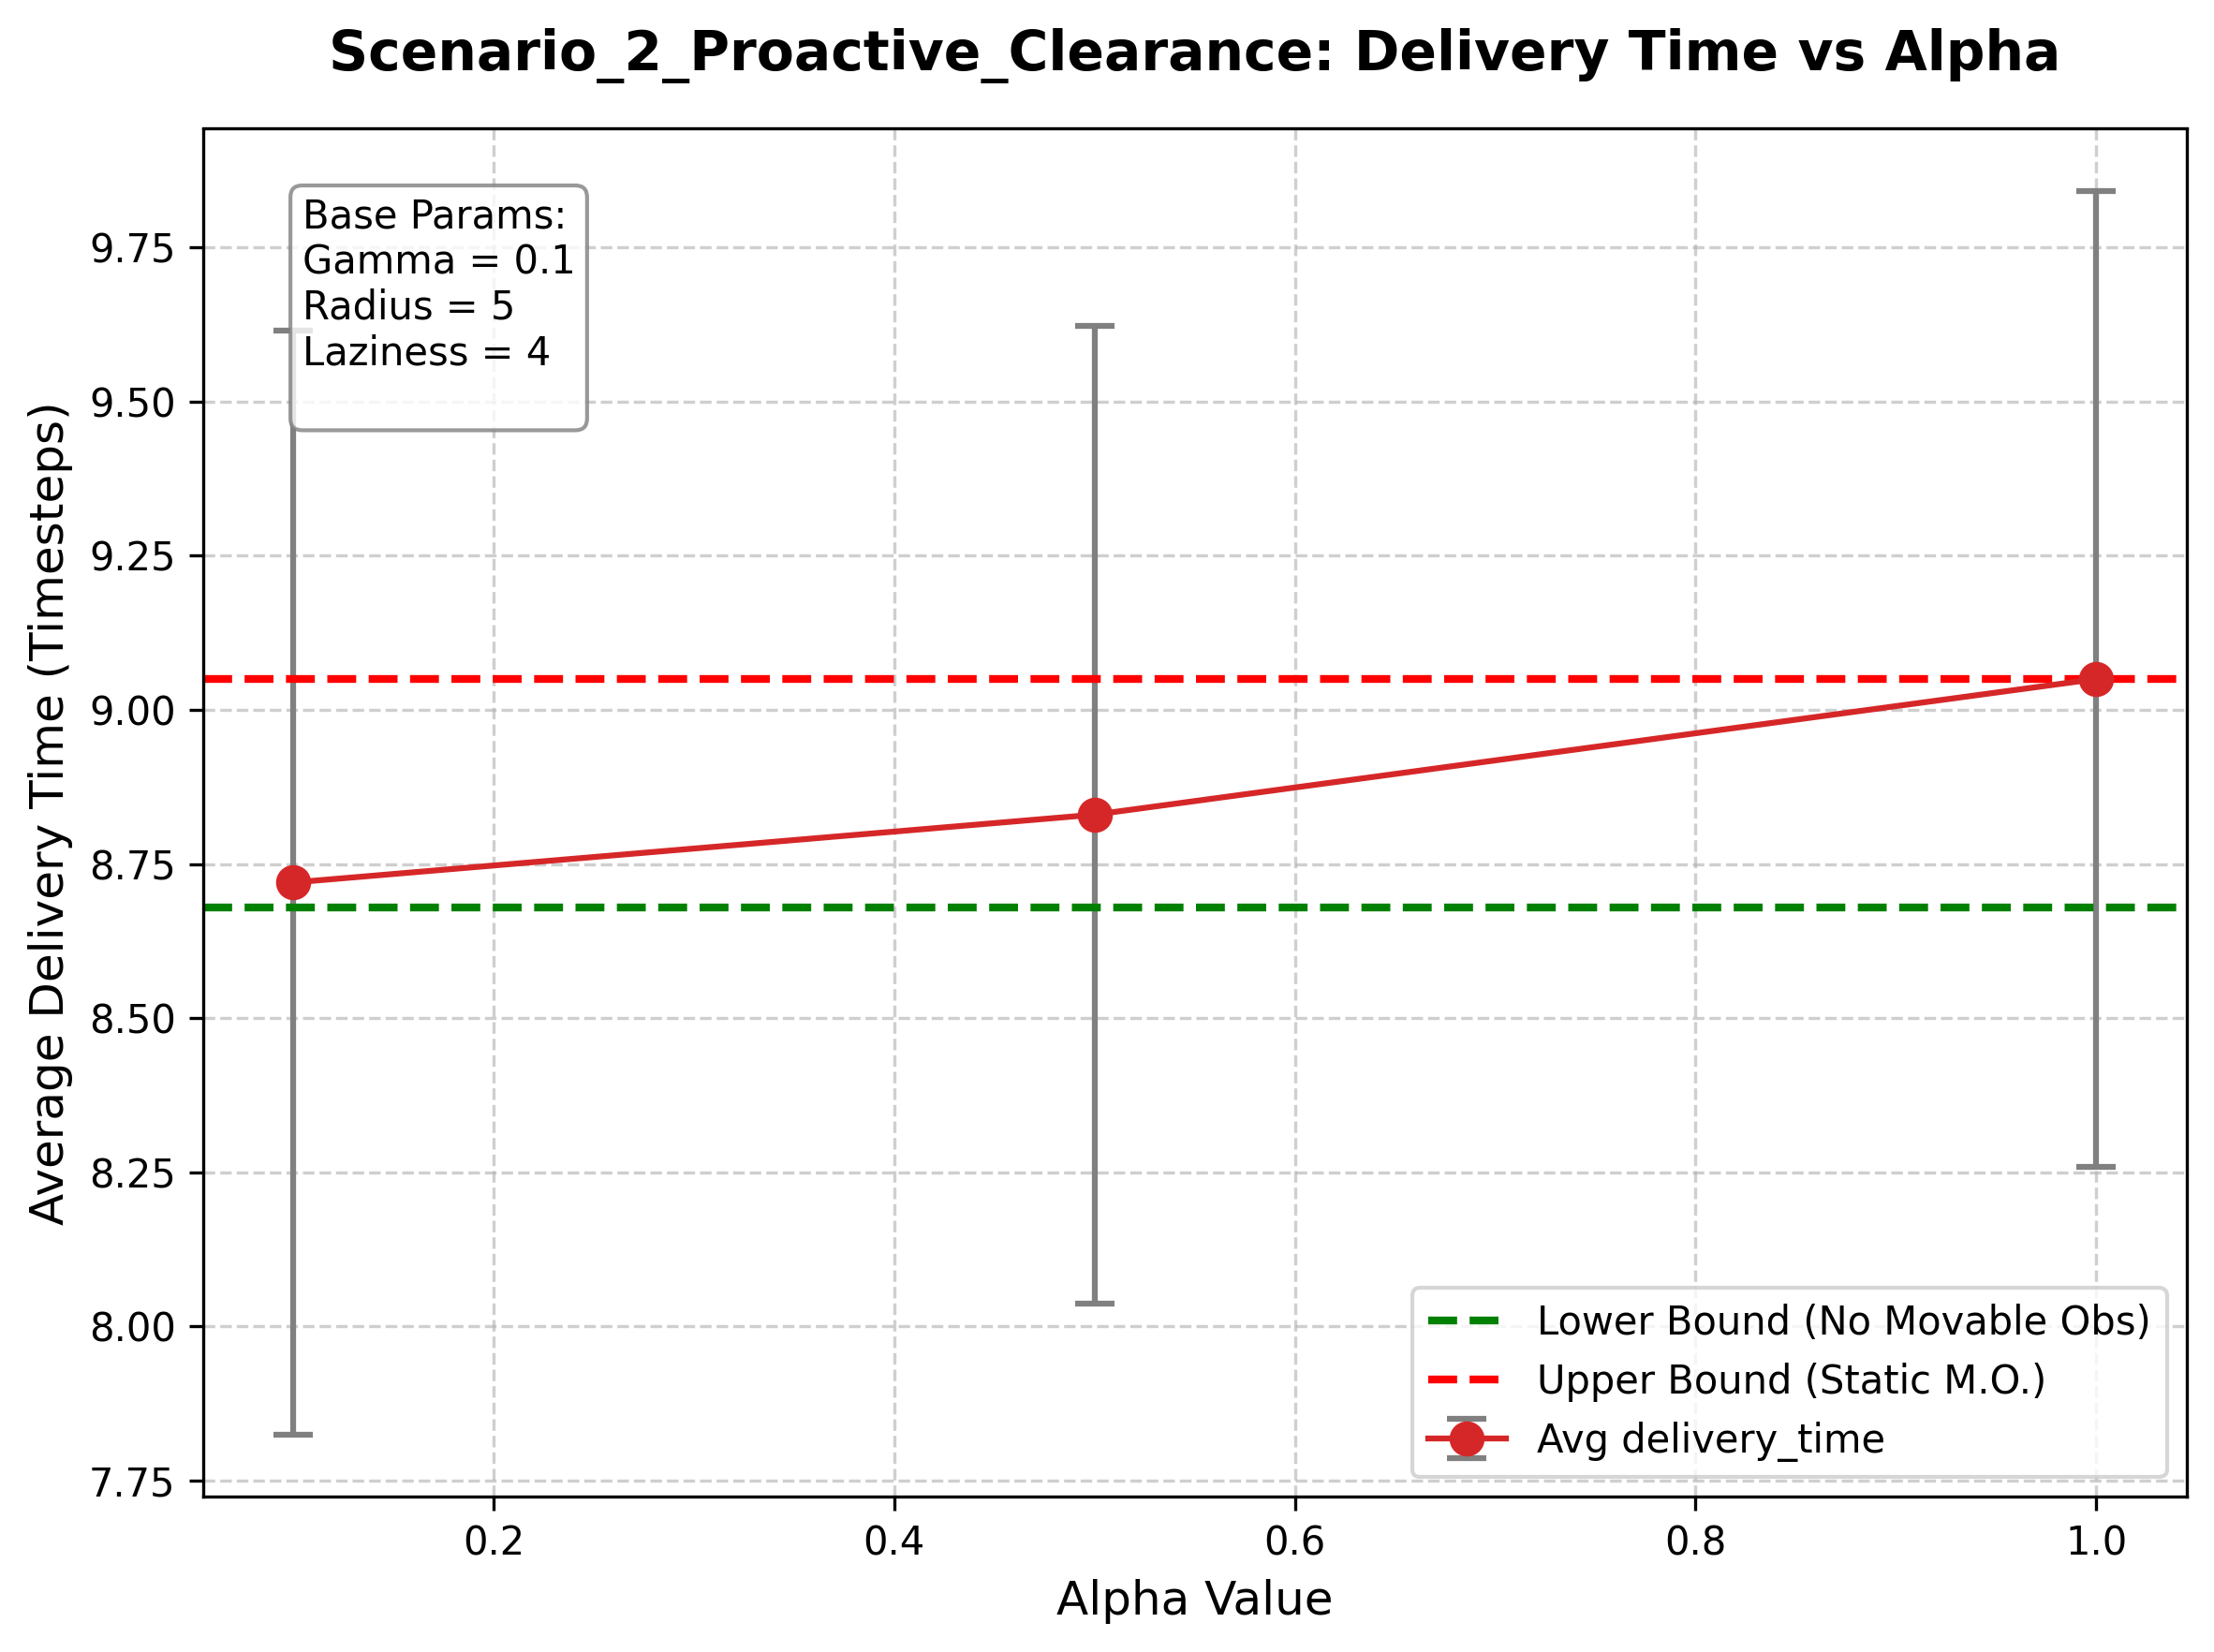 Scenario_2_Proactive_Clearance: Delivery Time vs Alpha
Base Params:
Gamma = 0.1
Radius = 5
Laziness = 4
Average Delivery Time (Timesteps)
9.75
9.50
9.25
9.00
8.75
8.50
8.25
8.00
7.75
Lower Bound (No Movable Obs)
Upper Bound (Static M.O.)
Avg delivery_time
0.2 0.4 0.6 0.8 1.0
Alpha Value